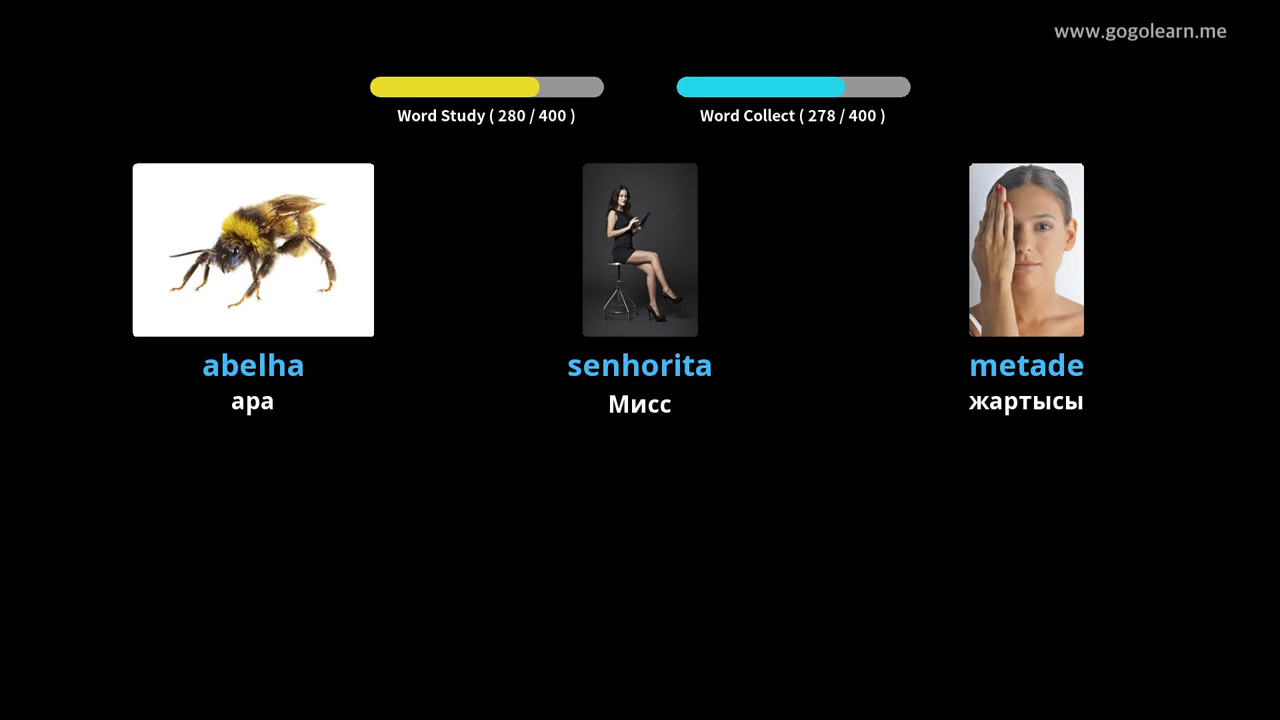 www.gogolearn.me
Word Study ( 280 / 400 )
Word Collect ( 278 / 400 )
abelha
ара
senhorita
Мисс
metade
жартысы